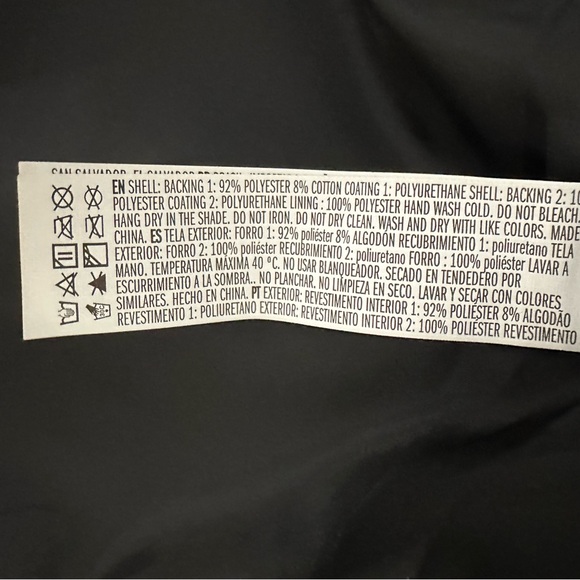 SAN SALVADOR, EL SALVADOR
EN SHELL: BACKING 1: 92% POLYESTER 8% COTTON COATING 1: POLYURETHANE SHELL: BACKING 2: 10
POLYESTER COATING 2: POLYURETHANE LINING : 100% POLYESTER HAND WASH COLD. DO NOT BLEACH.
HANG DRY IN THE SHADE. DO NOT IRON. DO NOT DRY CLEAN. WASH AND DRY WITH LIKE COLORS. MADE
CHINA. ES TELA EXTERIOR: FORRO 1: 92% poliéster 8% ALGODÓN RECUBRIMIENTO 1: poliuretano TELA
EXTERIOR: FORRO 2: 100% poliéster RECUBRIMIENTO 2: poliuretano FORRO : 100% poliéster LAVAR A
MANO. TEMPERATURA MÁXIMA 40 °C. NO USAR BLANQUEADOR. SECADO EN TENDEDERO POR
ESCURRIMIENTO A LA SOMBRA.. NO PLANCHAR. NO LIMPIEZA EN SECO. LAVAR Y SECAR CON COLORES
SIMILARES. HECHO EN CHINA. PT EXTERIOR: REVESTIMENTO INTERIOR 1: 92% POLIÉSTER 8% ALGODÃO
REVESTIMENTO 1: POLIURETANO EXTERIOR: REVESTIMENTO INTERIOR 2: 100% POLIÉSTER REVESTIMENTO